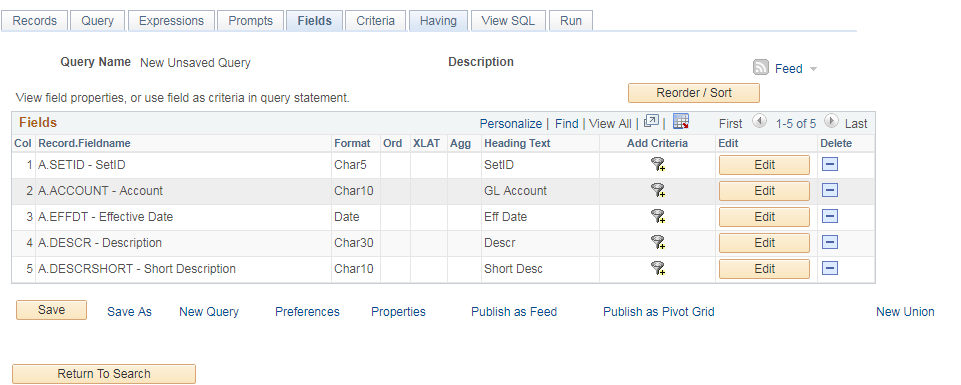 Records Query Expressions Prompts Fields Criteria Having View SQL Run
Query Name New Unsaved Query Description
Feed
View field properties, or use field as criteria in query statement. Reorder / Sort
Fields Personalize | Find | View All | | First 1-5 of 5 Last
Col Record.Fieldname Format Ord XLAT Agg Heading Text Add Criteria Edit Delete
1 A.SETID - SetID Char5 SetID Edit
2 A.ACCOUNT - Account Char10 GL Account Edit
3 A.EFFDT - Effective Date Date Eff Date Edit
4 A.DESCR - Description Char30 Descr Edit
5 A.DESCRSHORT - Short Description Char10 Short Desc Edit
Save Save As New Query Preferences Properties Publish as Feed Publish as Pivot Grid New Union
Return To Search